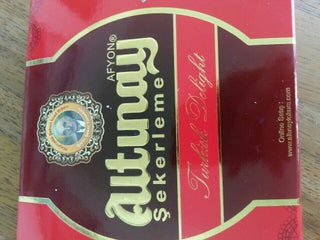 AFYON®
Altunay
Şekerleme
Turkish Delight
Online Satış :
www.altunaylokum.com